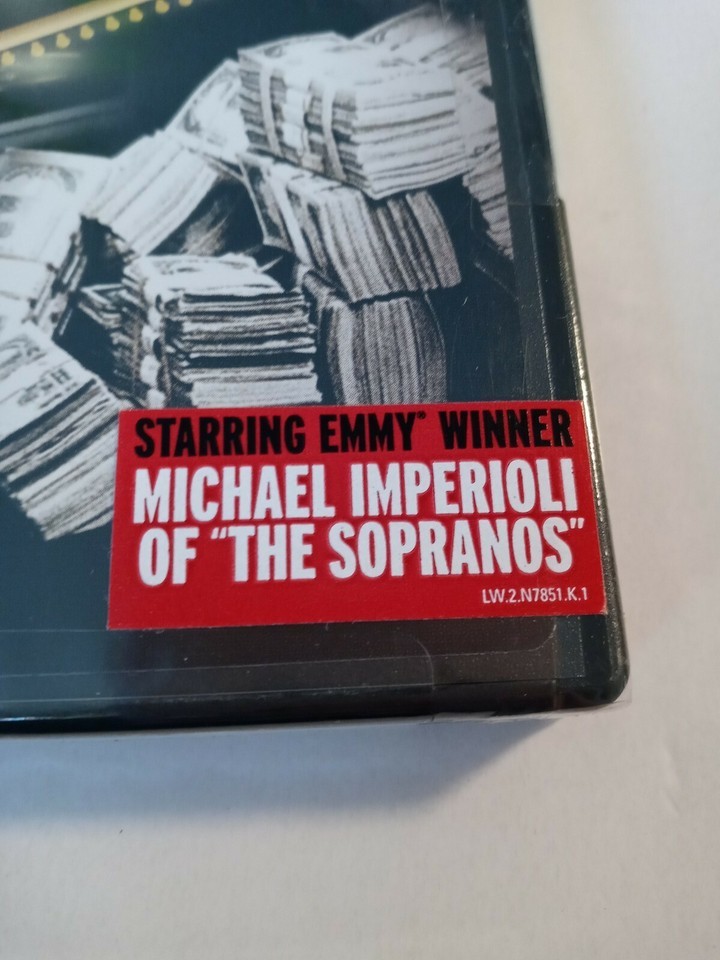 STARRING EMMY® WINNER
MICHAEL IMPERIOLI
OF "THE SOPRANOS"
LW.2.N7851.K.1